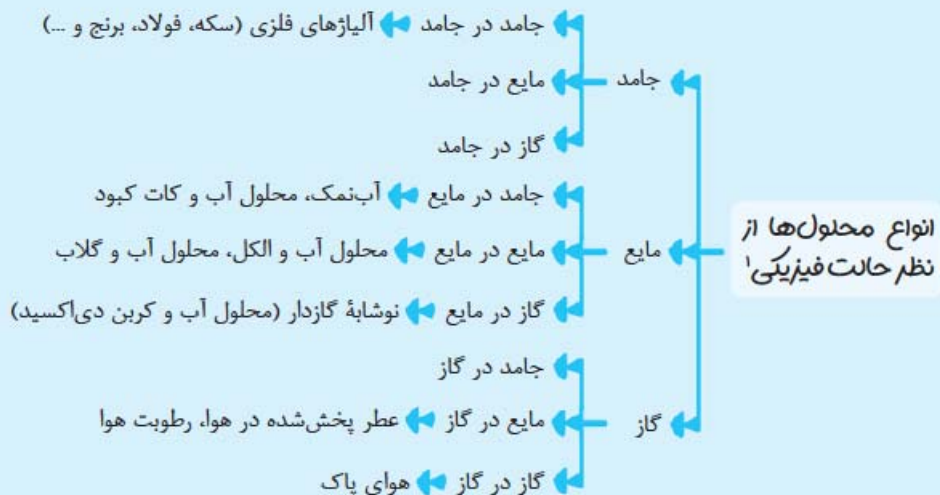 انواع محلول‌ها از
نظر حالت فیزیکی۱
جامد
جامد در جامد آلیاژهای فلزی (سکه، فولاد، برنج و ...)
مایع در جامد
گاز در جامد
مایع
جامد در مایع آب‌نمک، محلول آب و کات کبود
مایع در مایع محلول آب و الکل، محلول آب و گلاب
گاز در مایع نوشابهٔ گازدار (محلول آب و کربن دی‌اکسید)
گاز
جامد در گاز
مایع در گاز عطر پخش‌شده در هوا، رطوبت هوا
گاز در گاز هوای پاک